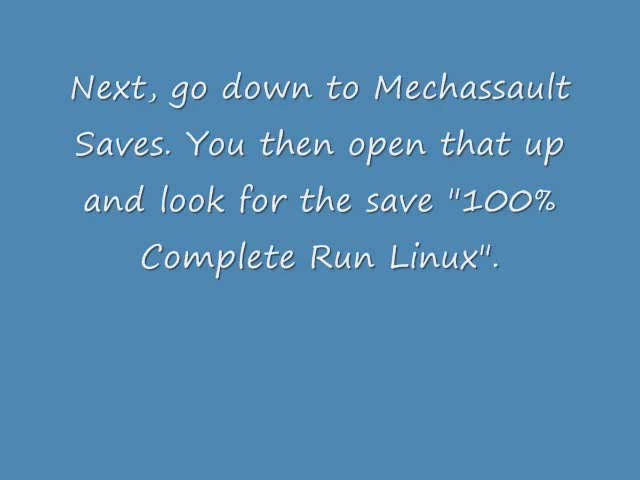 Next, go down to Mechassault
Saves. You then open that up
and look for the save "100%
Complete Run Linux".